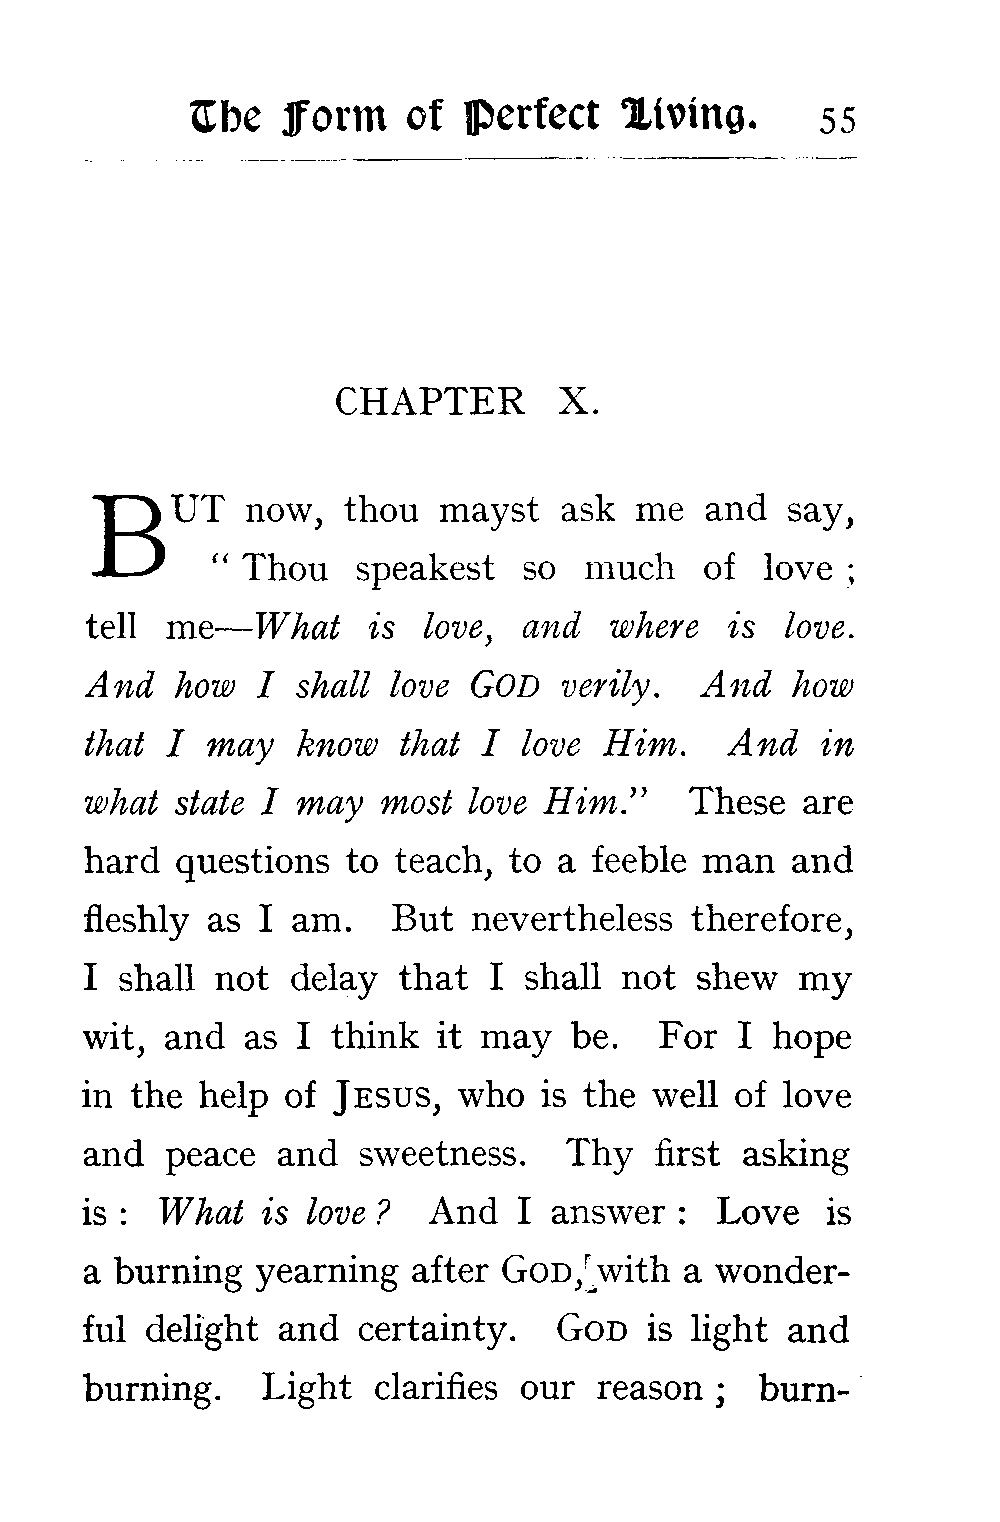 The Form of Perfect Living. 55
CHAPTER X.
BUT now, thou mayst ask me and say,
“ Thou speakest so much of love ;
tell me—What is love, and where is love.
And how I shall love GOD verily. And how
that I may know that I love Him. And in
what state I may most love Him.” These are
hard questions to teach, to a feeble man and
fleshly as I am. But nevertheless therefore,
I shall not delay that I shall not shew my
wit, and as I think it may be. For I hope
in the help of JESUS, who is the well of love
and peace and sweetness. Thy first asking
is : What is love ? And I answer : Love is
a burning yearning after GOD, with a wonder-
ful delight and certainty. GOD is light and
burning. Light clarifies our reason ; burn-